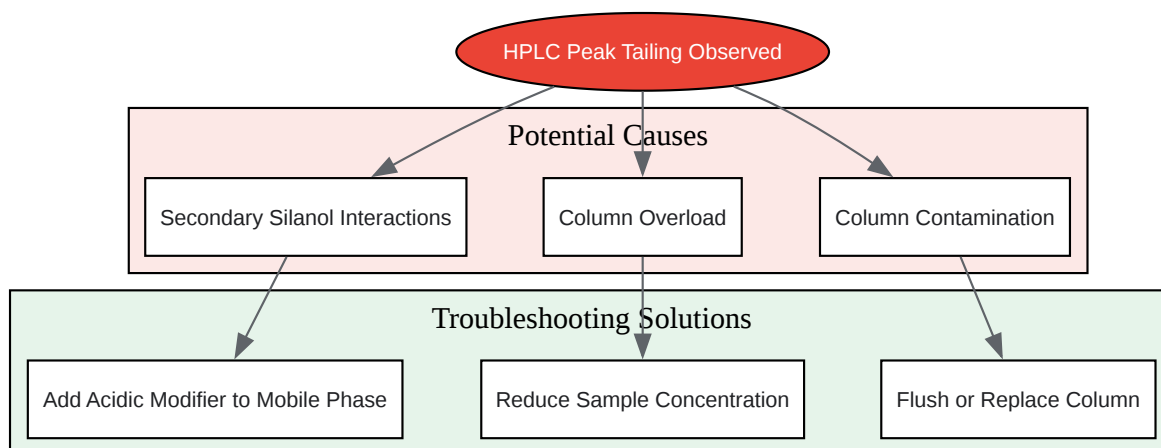 HPLC Peak Tailing Observed
Potential Causes
Secondary Silanol Interactions
Column Overload
Column Contamination
Troubleshooting Solutions
Add Acidic Modifier to Mobile Phase
Reduce Sample Concentration
Flush or Replace Column